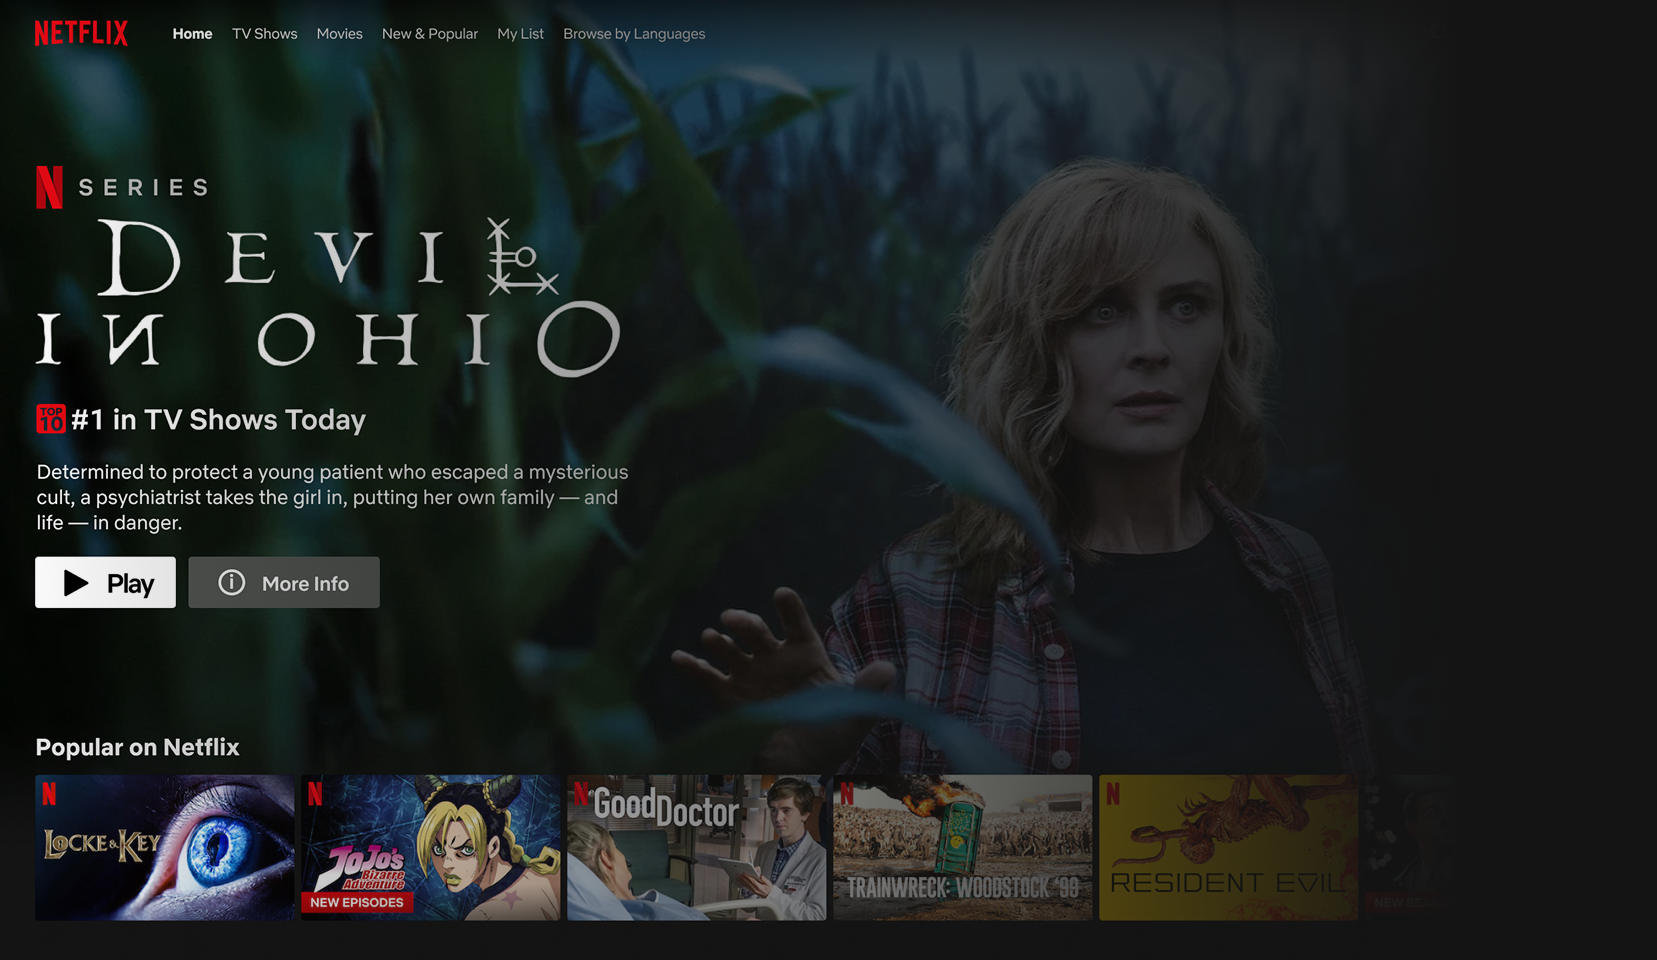 NETFLIX Home TV Shows Movies New & Popular My List Browse by Languages
N SERIES
DEVIL
IN OHIO
TOP 10 #1 in TV Shows Today
Determined to protect a young patient who escaped a mysterious
cult, a psychiatrist takes the girl in, putting her own family — and
life — in danger.
Play More Info
Popular on Netflix
N
LOCKE & KEY
N
JOJO'S
Bizarre
Adventure
NEW EPISODES
N
THE GOOD DOCTOR
N
TRAINWRECK: WOODSTOCK '99
N
RESIDENT EVIL
NEW